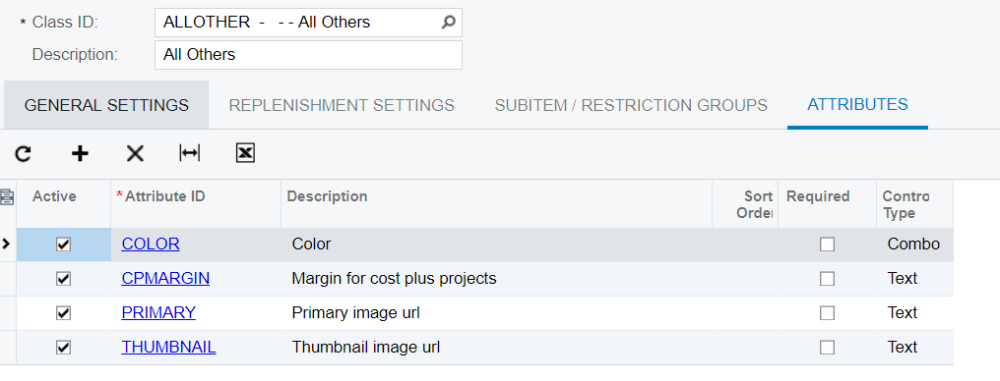 * Class ID: ALLOTHER - - - All Others
Description: All Others
GENERAL SETTINGS REPLENISHMENT SETTINGS SUBITEM / RESTRICTION GROUPS ATTRIBUTES
Active * Attribute ID Description Sort Order Required Contro Type
COLOR Color Combo
CPMARGIN Margin for cost plus projects Text
PRIMARY Primary image url Text
THUMBNAIL Thumbnail image url Text